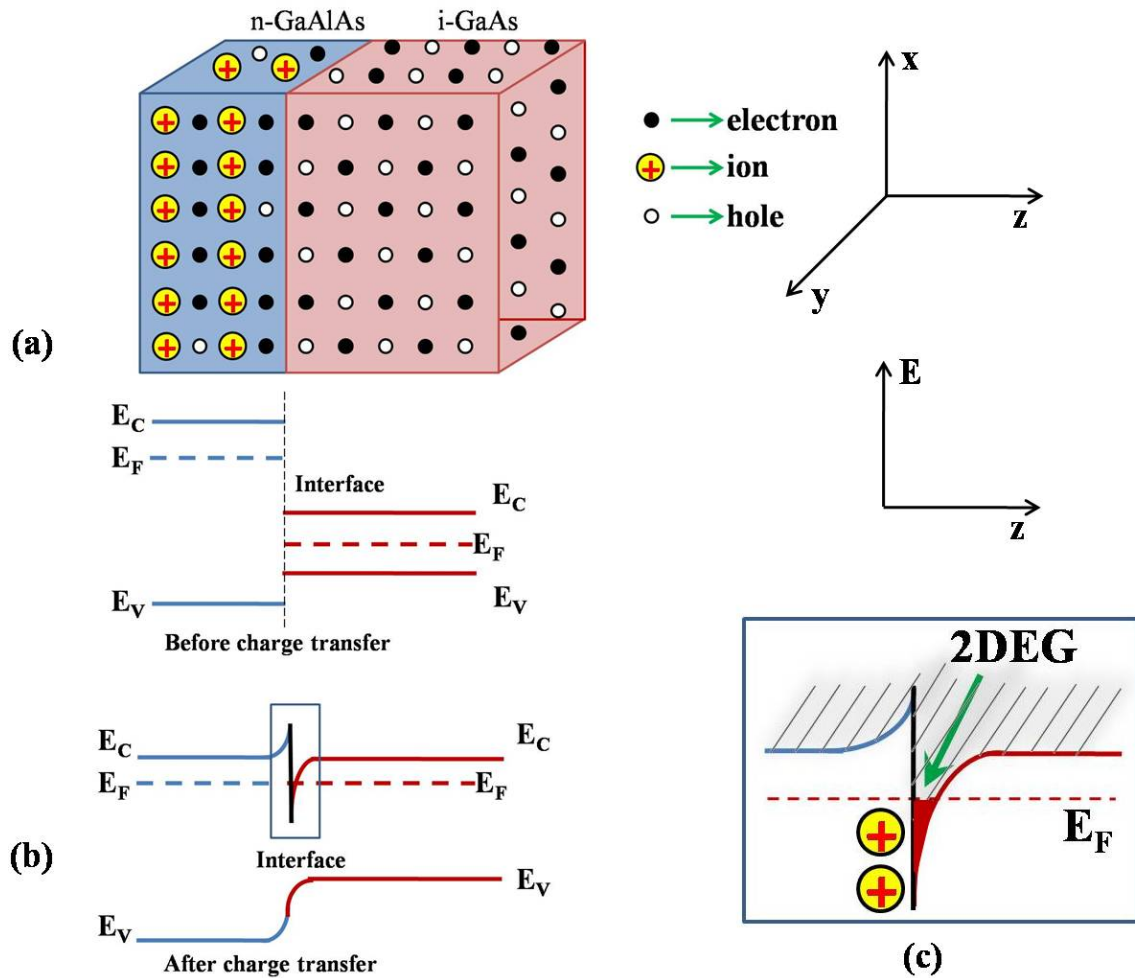 n-GaAlAs i-GaAs
+ +
+ +
+ +
+ +
+ +
+ +
+ +
electron
+ ion
hole
x
z
y
(a)
E_C
E_F
Interface
E_C
E_F
E_V
E_V
Before charge transfer
E
z
E_C
E_C
E_F
E_F
(b)
Interface
E_V
E_V
After charge transfer
2DEG
E_F
+
+
(c)